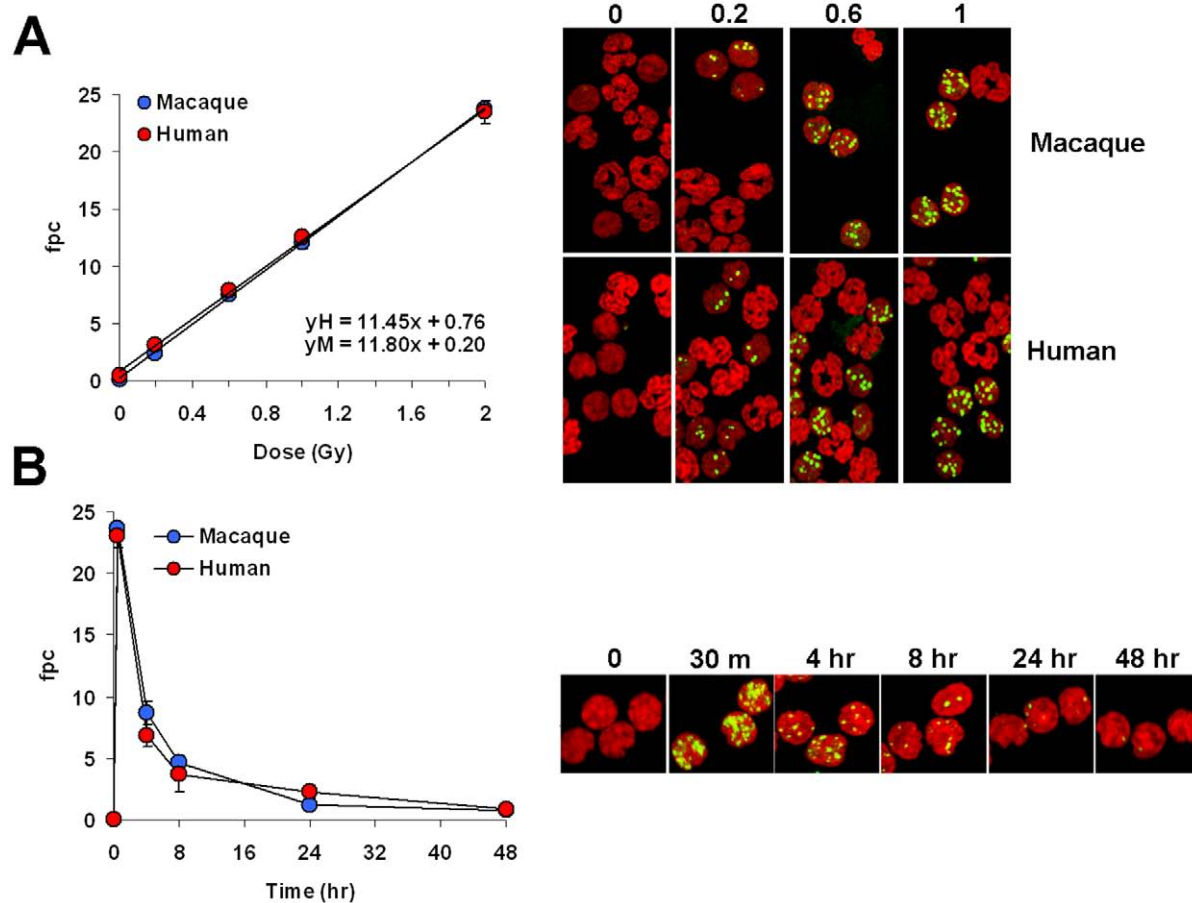 A
0 0.2 0.6 1
25
20
15
10
5
0
fpc
Macaque
Human
yH = 11.45x + 0.76
yM = 11.80x + 0.20
0 0.4 0.8 1.2 1.6 2
Dose (Gy)
Macaque
Human
B
25
20
15
10
5
0
fpc
Macaque
Human
0 8 16 24 32 40 48
Time (hr)
0 30 m 4 hr 8 hr 24 hr 48 hr